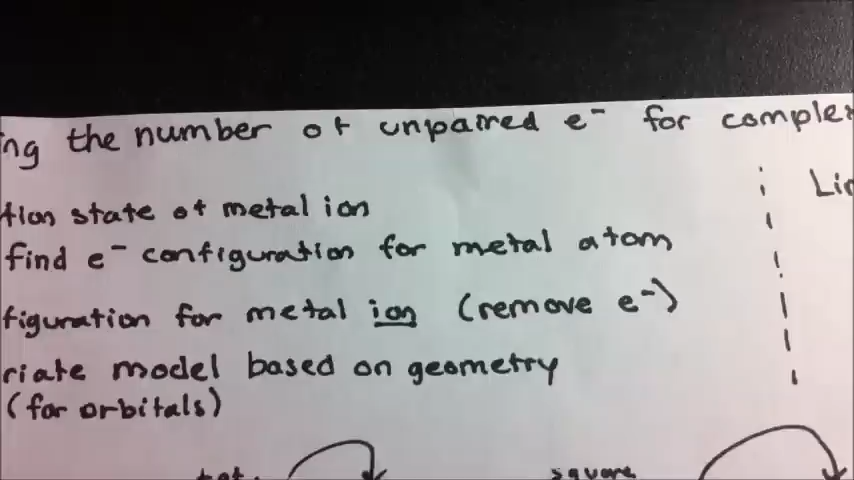 ng the number of unpaired e⁻ for complex
tion state of metal ion
Lin
find e⁻ configuration for metal atom
figuration for metal ion (remove e⁻)
riate model based on geometry
(for orbitals)
square